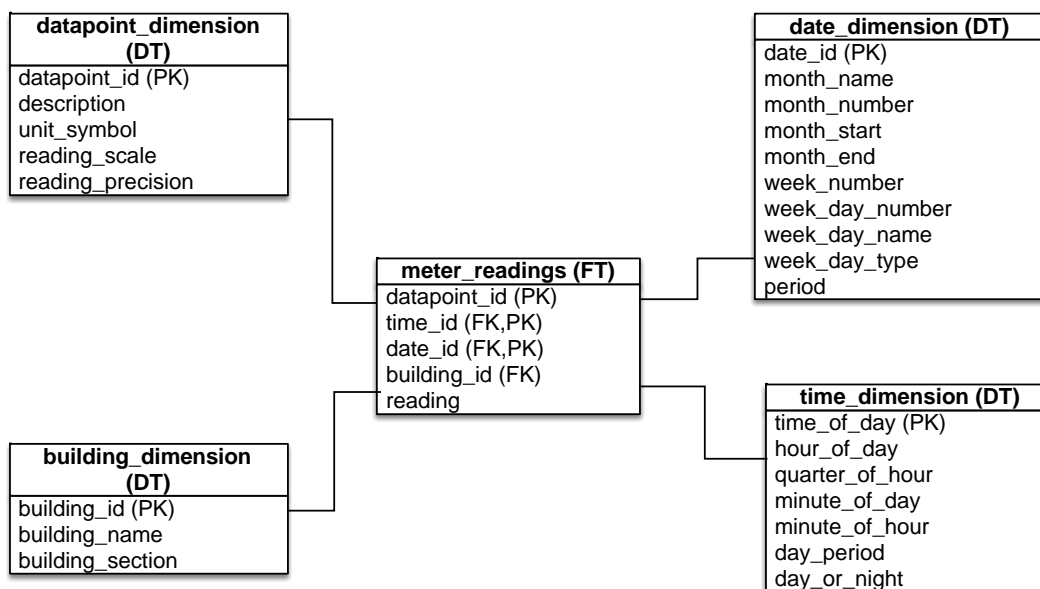 datapoint_dimension
(DT)
datapoint_id (PK)
description
unit_symbol
reading_scale
reading_precision
date_dimension (DT)
date_id (PK)
month_name
month_number
month_start
month_end
week_number
week_day_number
week_day_name
week_day_type
period
meter_readings (FT)
datapoint_id (PK)
time_id (FK,PK)
date_id (FK,PK)
building_id (FK)
reading
building_dimension
(DT)
building_id (PK)
building_name
building_section
time_dimension (DT)
time_of_day (PK)
hour_of_day
quarter_of_hour
minute_of_day
minute_of_hour
day_period
day_or_night